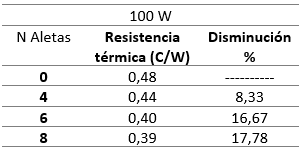 100 W
N Aletas Resistencia térmica (C/W) Disminución %
0 0,48 ----------
4 0,44 8,33
6 0,40 16,67
8 0,39 17,78